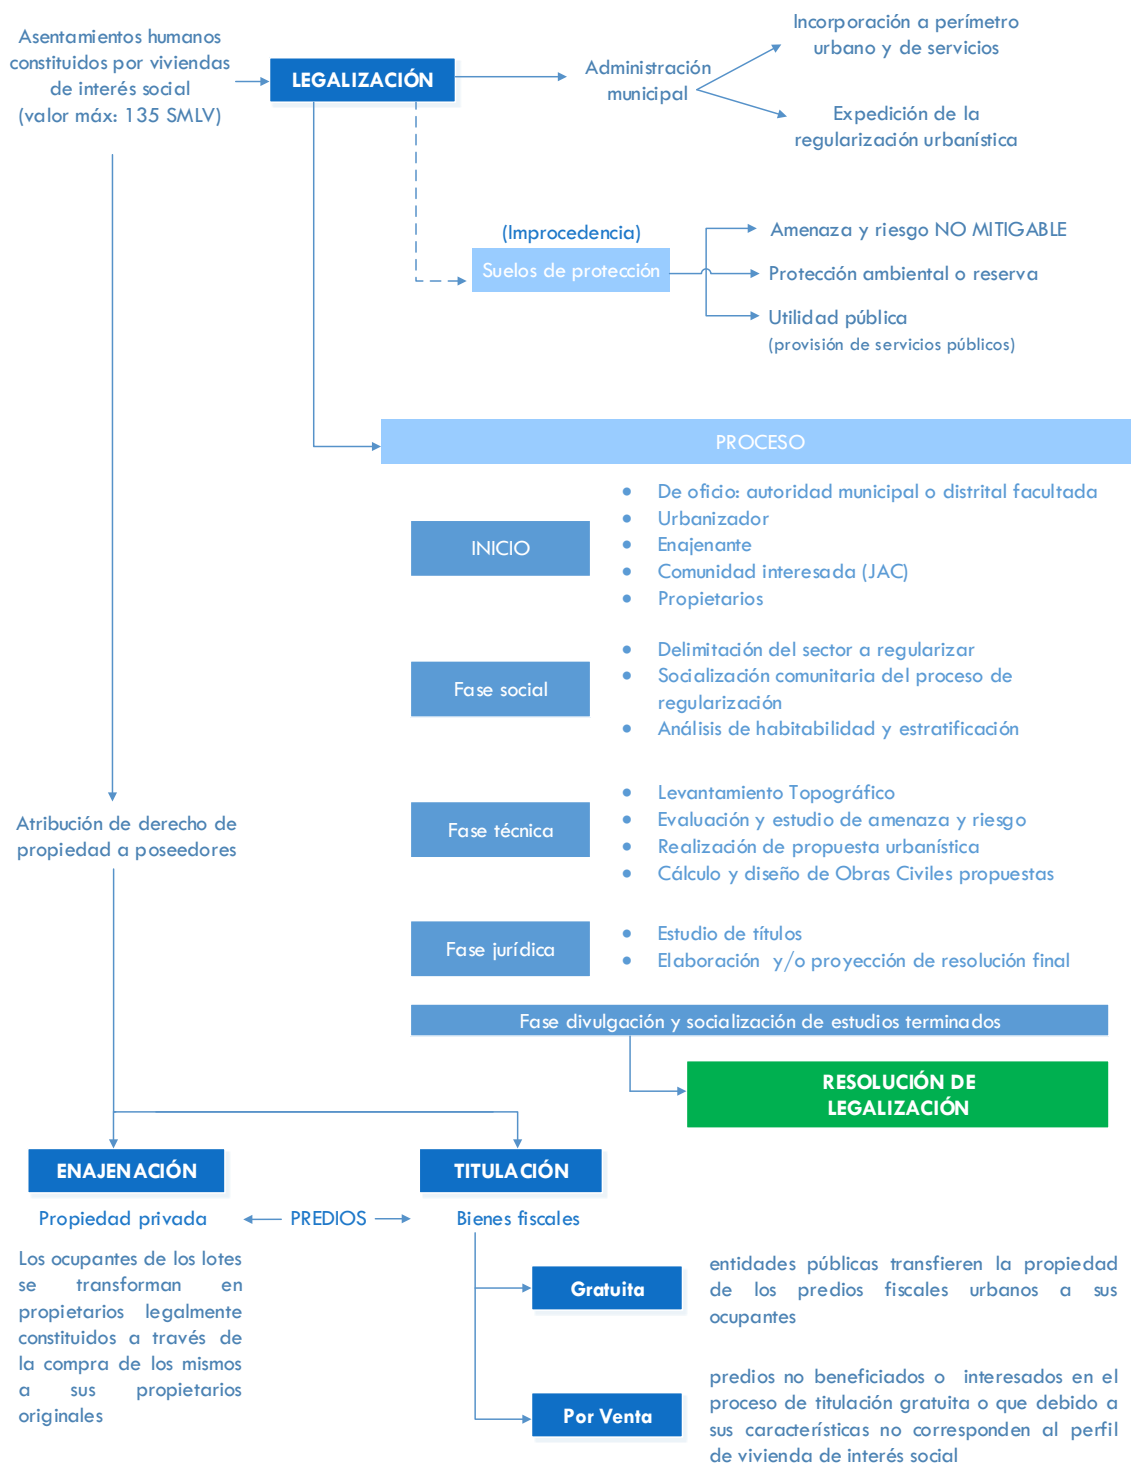 Asentamientos humanos
constituidos por viviendas
de interés social
(valor máx: 135 SMLV)
LEGALIZACIÓN
Administración
municipal
Incorporación a perímetro
urbano y de servicios
Expedición de la
regularización urbanística
(Improcedencia)
Suelos de protección
Amenaza y riesgo NO MITIGABLE
Protección ambiental o reserva
Utilidad pública
(provisión de servicios públicos)
PROCESO
INICIO
• De oficio: autoridad municipal o distrital facultada
• Urbanizador
• Enajenante
• Comunidad interesada (JAC)
• Propietarios
Fase social
• Delimitación del sector a regularizar
• Socialización comunitaria del proceso de
regularización
• Análisis de habitabilidad y estratificación
Fase técnica
• Levantamiento Topográfico
• Evaluación y estudio de amenaza y riesgo
• Realización de propuesta urbanística
• Cálculo y diseño de Obras Civiles propuestas
Fase jurídica
• Estudio de títulos
• Elaboración y/o proyección de resolución final
Fase divulgación y socialización de estudios terminados
RESOLUCIÓN DE
LEGALIZACIÓN
Atribución de derecho de
propiedad a poseedores
ENAJENACIÓN
TITULACIÓN
Propiedad privada
PREDIOS
Bienes fiscales
Los ocupantes de los lotes
se transforman en
propietarios legalmente
constituidos a través de
la compra de los mismos
a sus propietarios
originales
Gratuita
entidades públicas transfieren la propiedad
de los predios fiscales urbanos a sus
ocupantes
Por Venta
predios no beneficiados o interesados en el
proceso de titulación gratuita o que debido a
sus características no corresponden al perfil
de vivienda de interés social